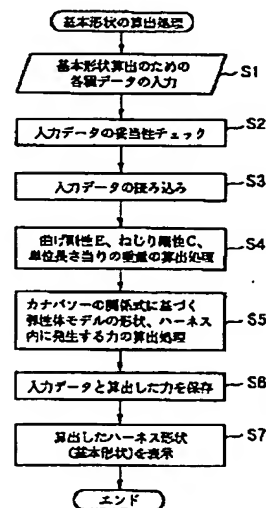 基本形状の算出処理
基本形状算出のための
各種データの入力
S1
入力データの妥当性チェック
S2
入力データの読み込み
S3
曲げ剛性E、ねじり剛性C、
単位長さ当りの重量の算出処理
S4
カナバソーの関係式に基づく
弾性体モデルの形状、ハーネス
内に発生する力の算出処理
S5
入力データと算出した力を保存
S6
算出したハーネス形状
(基本形状)を表示
S7
エンド